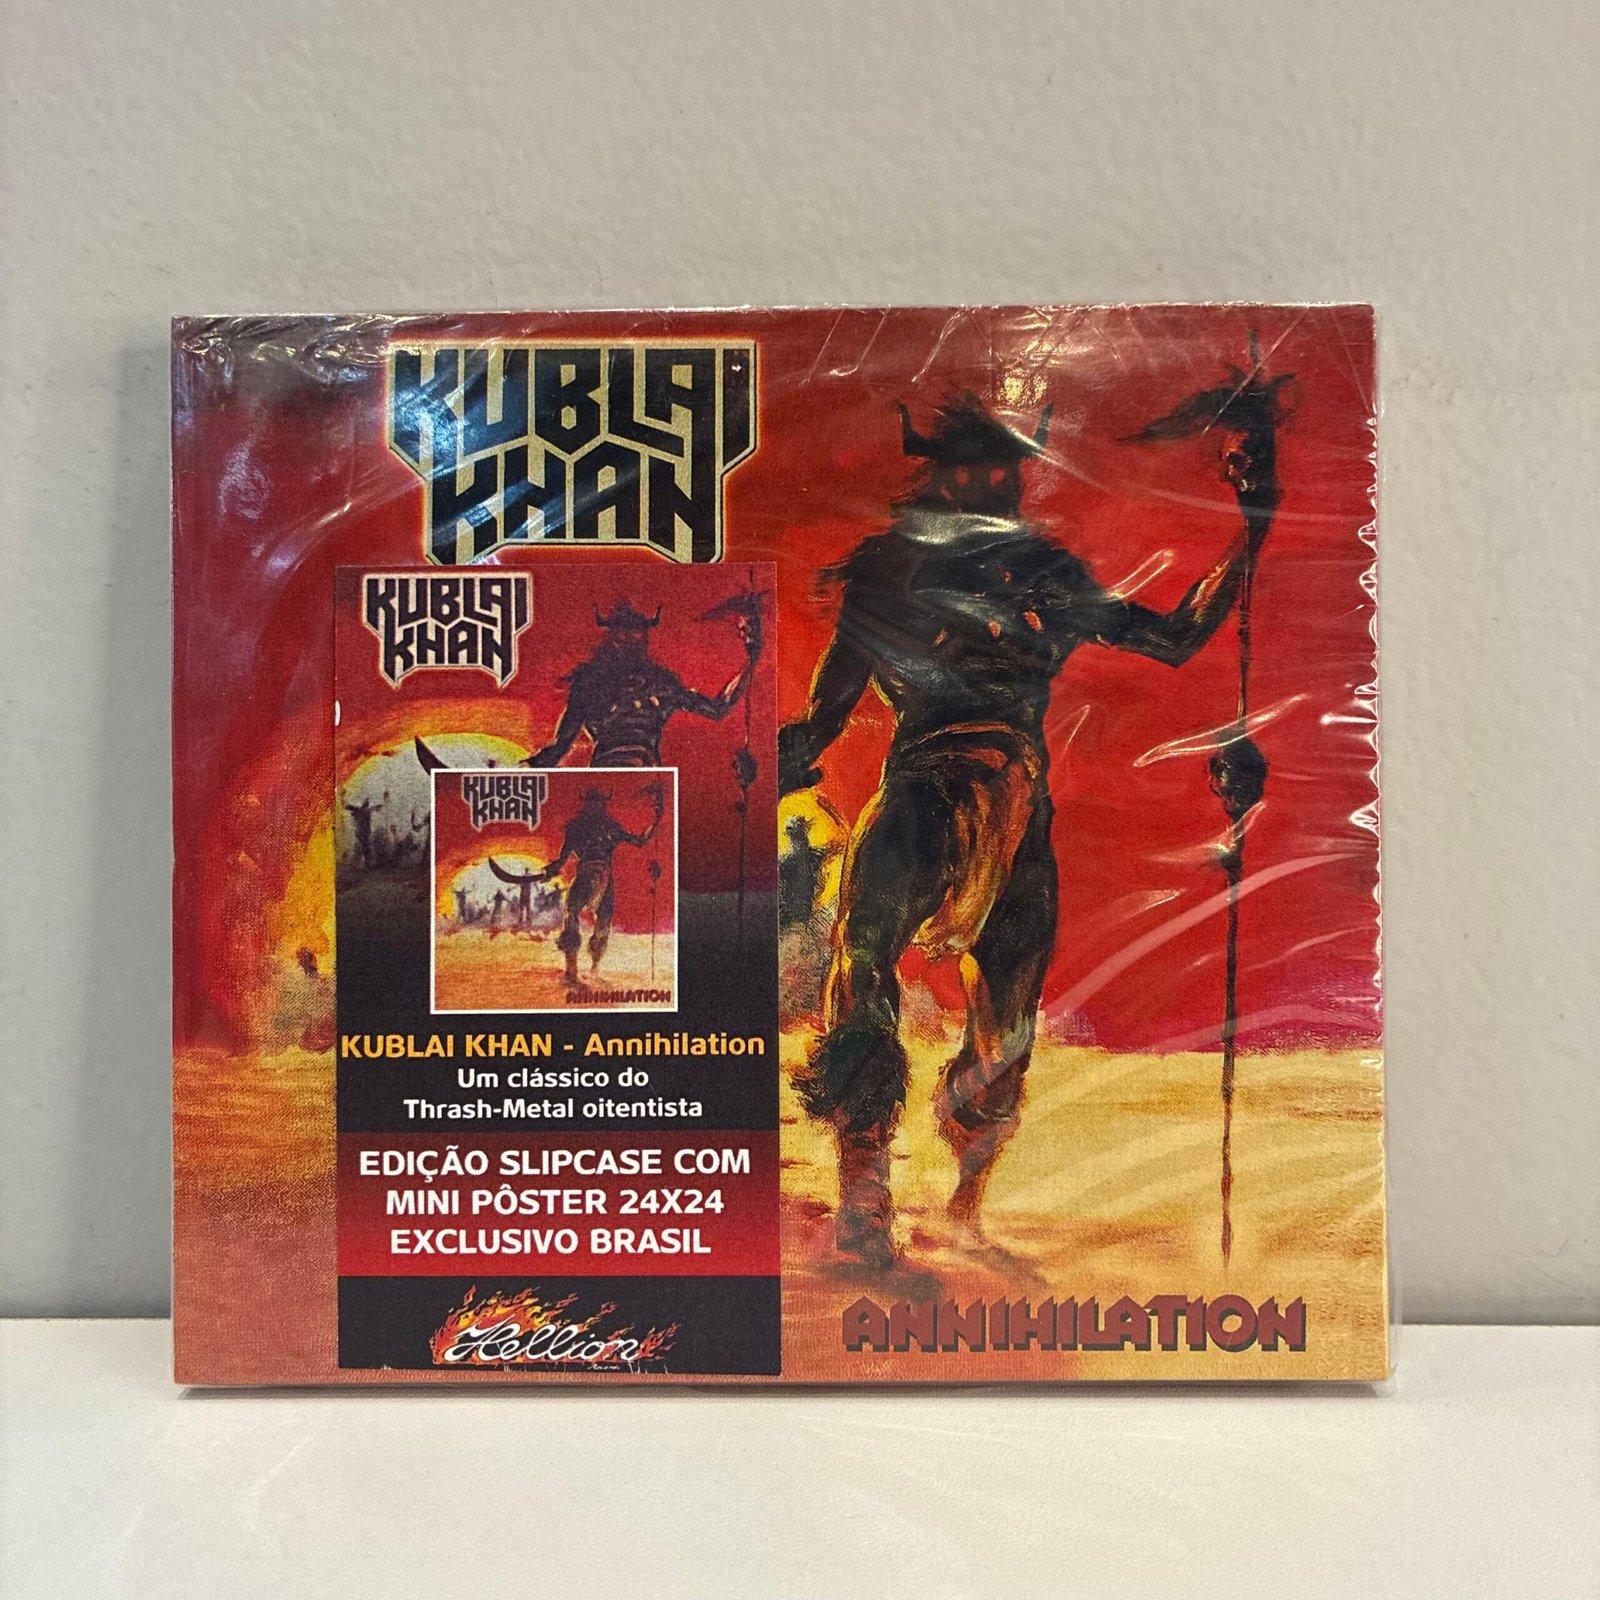 KUBLAI
KHAN
KUBLAI
KHAN
KUBLAI
KHAN
ANNIHILATION
KUBLAI KHAN - Annihilation
Um clássico do
Thrash-Metal oitentista
EDIÇÃO SLIPCASE COM
MINI PÔSTER 24X24
EXCLUSIVO BRASIL
Hellion
Records
ANNIHILATION